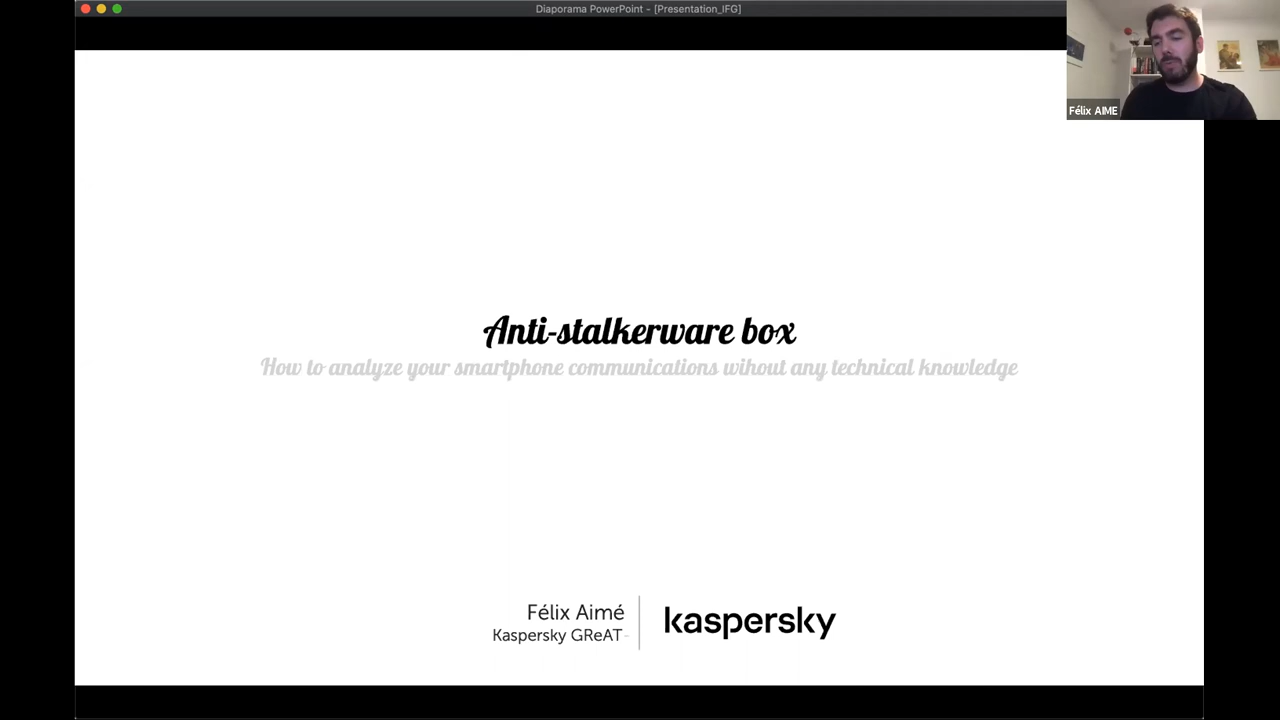 Diaporama PowerPoint - [Presentation_IFG]
Félix AIME
Anti-stalkerware box
How to analyze your smartphone communications wihout any technical knowledge
Félix Aimé
Kaspersky GReAT
kaspersky